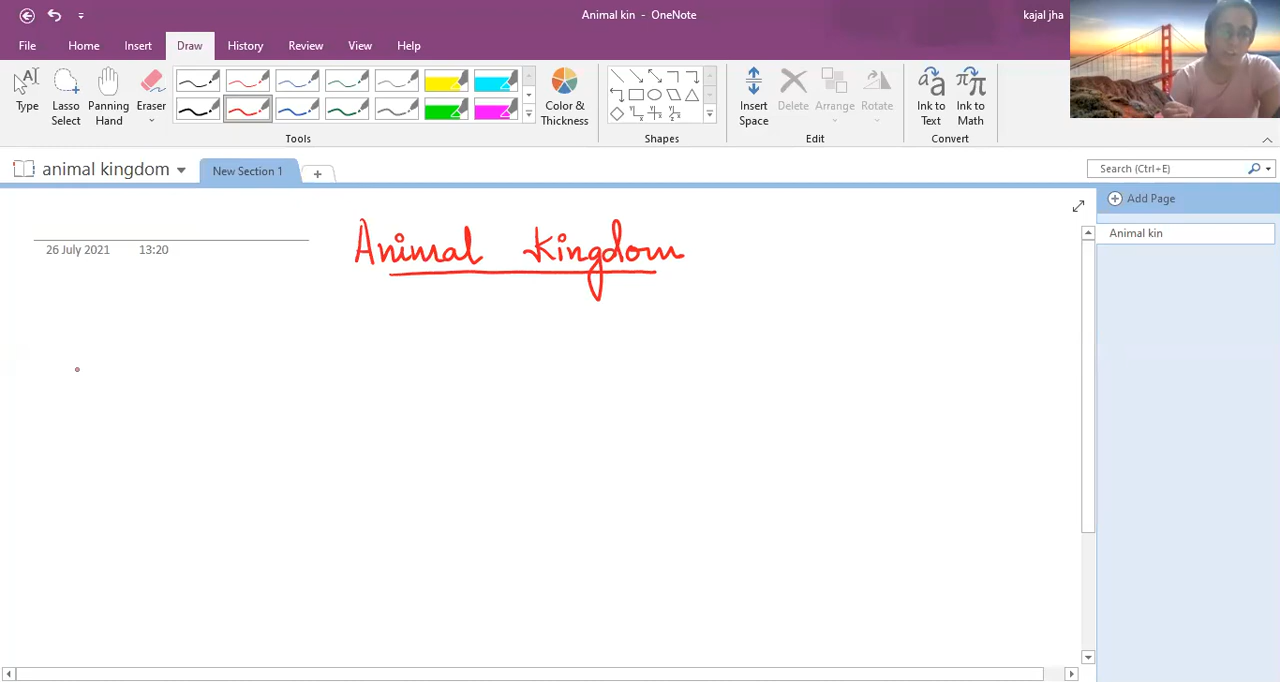 Animal kin - OneNote
kajal jha
File Home Insert Draw History Review View Help
Type
Lasso Select
Panning Hand
Eraser
Color & Thickness
Insert Space
Delete
Arrange
Rotate
Ink to Text
Ink to Math
Tools
Shapes
Edit
Convert
animal kingdom
New Section 1
Search (Ctrl+E)
Add Page
Animal kin
Animal Kingdom
26 July 2021 13:20